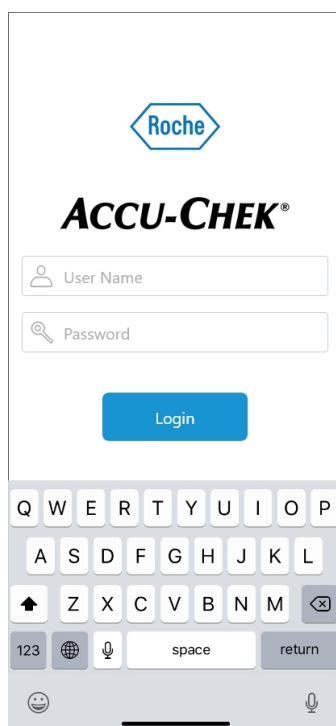 Roche
ACCU-CHEK®
User Name
Password
Login
Q W E R T Y U I O P
A S D F G H J K L
Z X C V B N M
123 space return